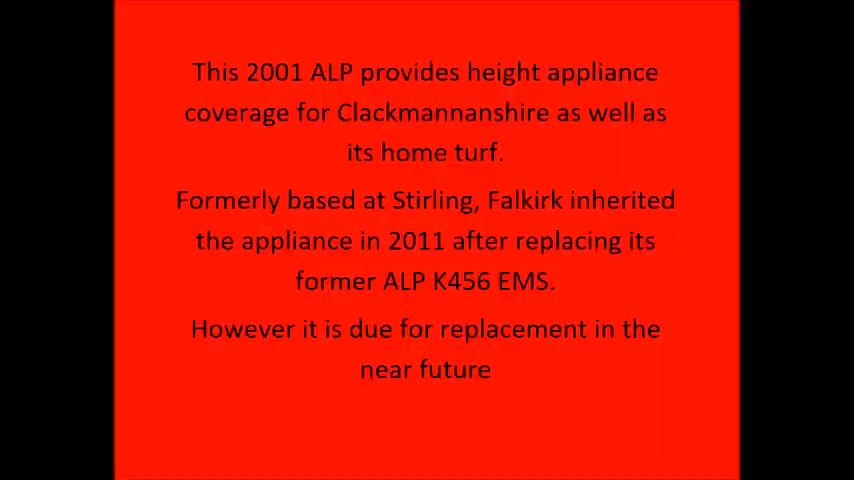 This 2001 ALP provides height appliance
coverage for Clackmannanshire as well as
its home turf.
Formerly based at Stirling, Falkirk inherited
the appliance in 2011 after replacing its
former ALP K456 EMS.
However it is due for replacement in the
near future